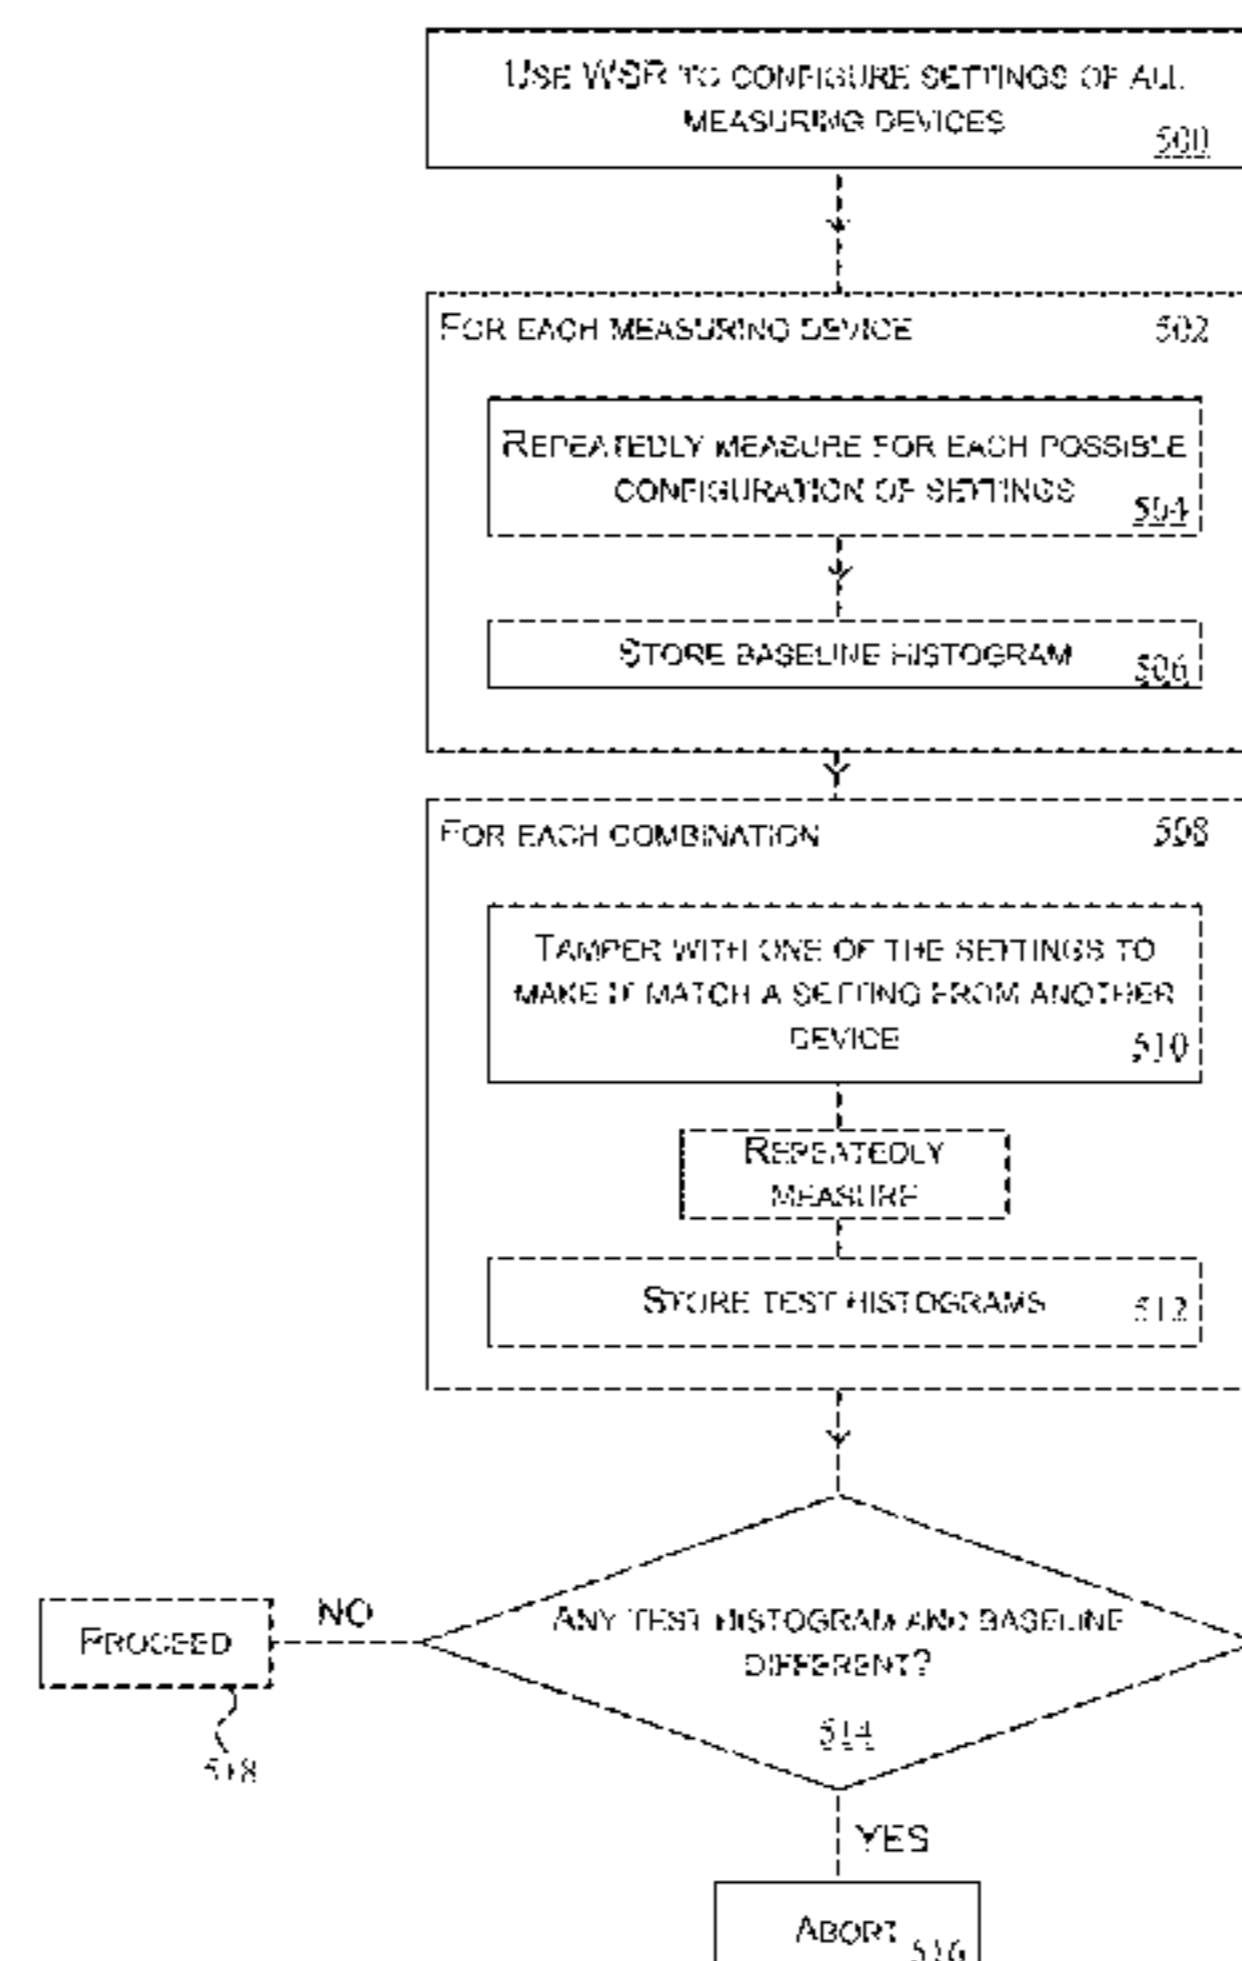 USE WSR TO CONFIGURE SETTINGS OF ALL
MEASURING DEVICES
500
FOR EACH MEASURING DEVICE 502
REPEATEDLY MEASURE FOR EACH POSSIBLE
CONFIGURATION OF SETTINGS
504
STORE BASELINE HISTOGRAM 506
FOR EACH COMBINATION 508
TAMPER WITH ONE OF THE SETTINGS TO
MAKE IT MATCH A SETTING FROM ANOTHER
DEVICE 510
REPEATEDLY
MEASURE
STORE TEST HISTOGRAMS 512
ANY TEST HISTOGRAM AND BASELINE
DIFFERENT?
514
NO
PROCEED
518
YES
ABORT 516